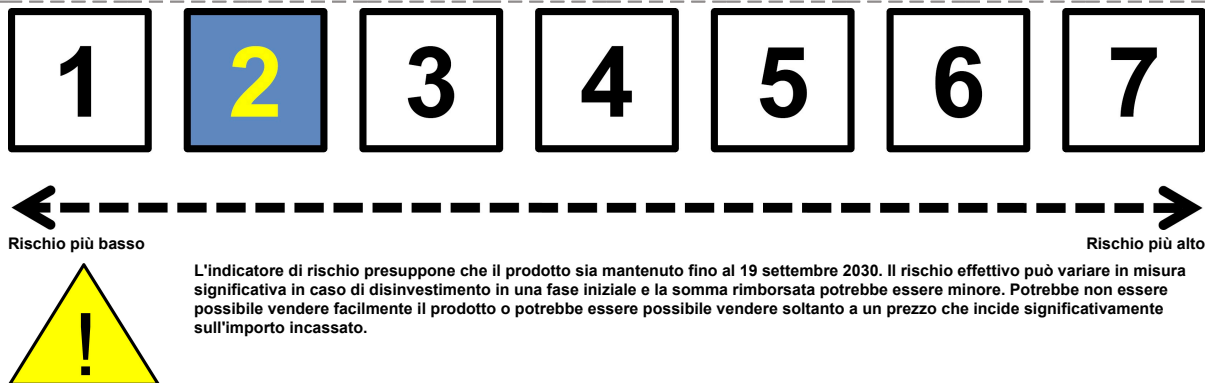 1 2 3 4 5 6 7
Rischio più basso Rischio più alto
L'indicatore di rischio presuppone che il prodotto sia mantenuto fino al 19 settembre 2030. Il rischio effettivo può variare in misura
significativa in caso di disinvestimento in una fase iniziale e la somma rimborsata potrebbe essere minore. Potrebbe non essere
possibile vendere facilmente il prodotto o potrebbe essere possibile vendere soltanto a un prezzo che incide significativamente
sull'importo incassato.
!